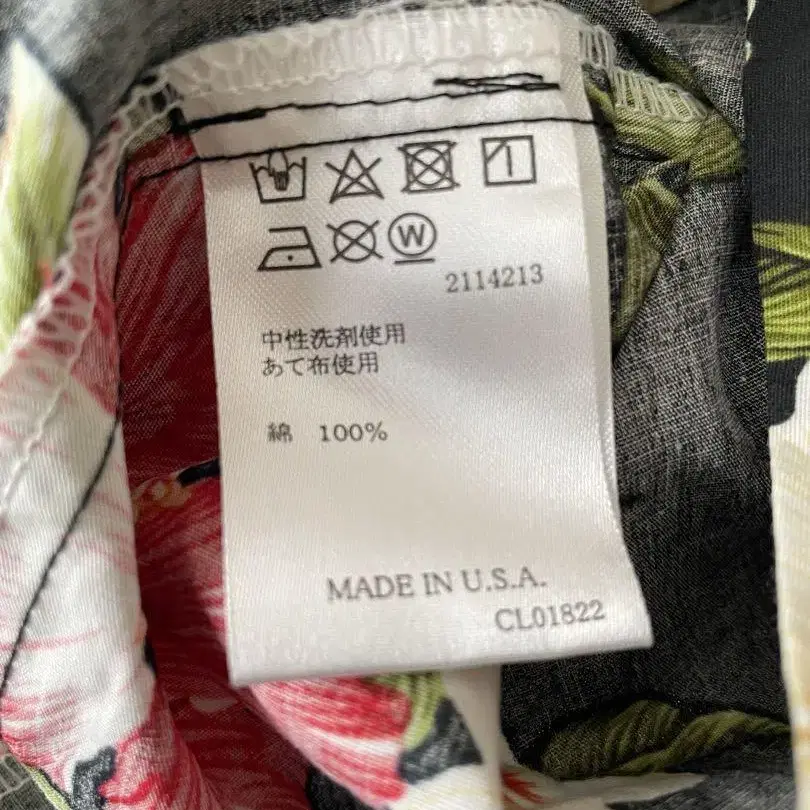 W
2114213
中性洗剤使用
あて布使用
綿 100%
MADE IN U.S.A.
CL01822